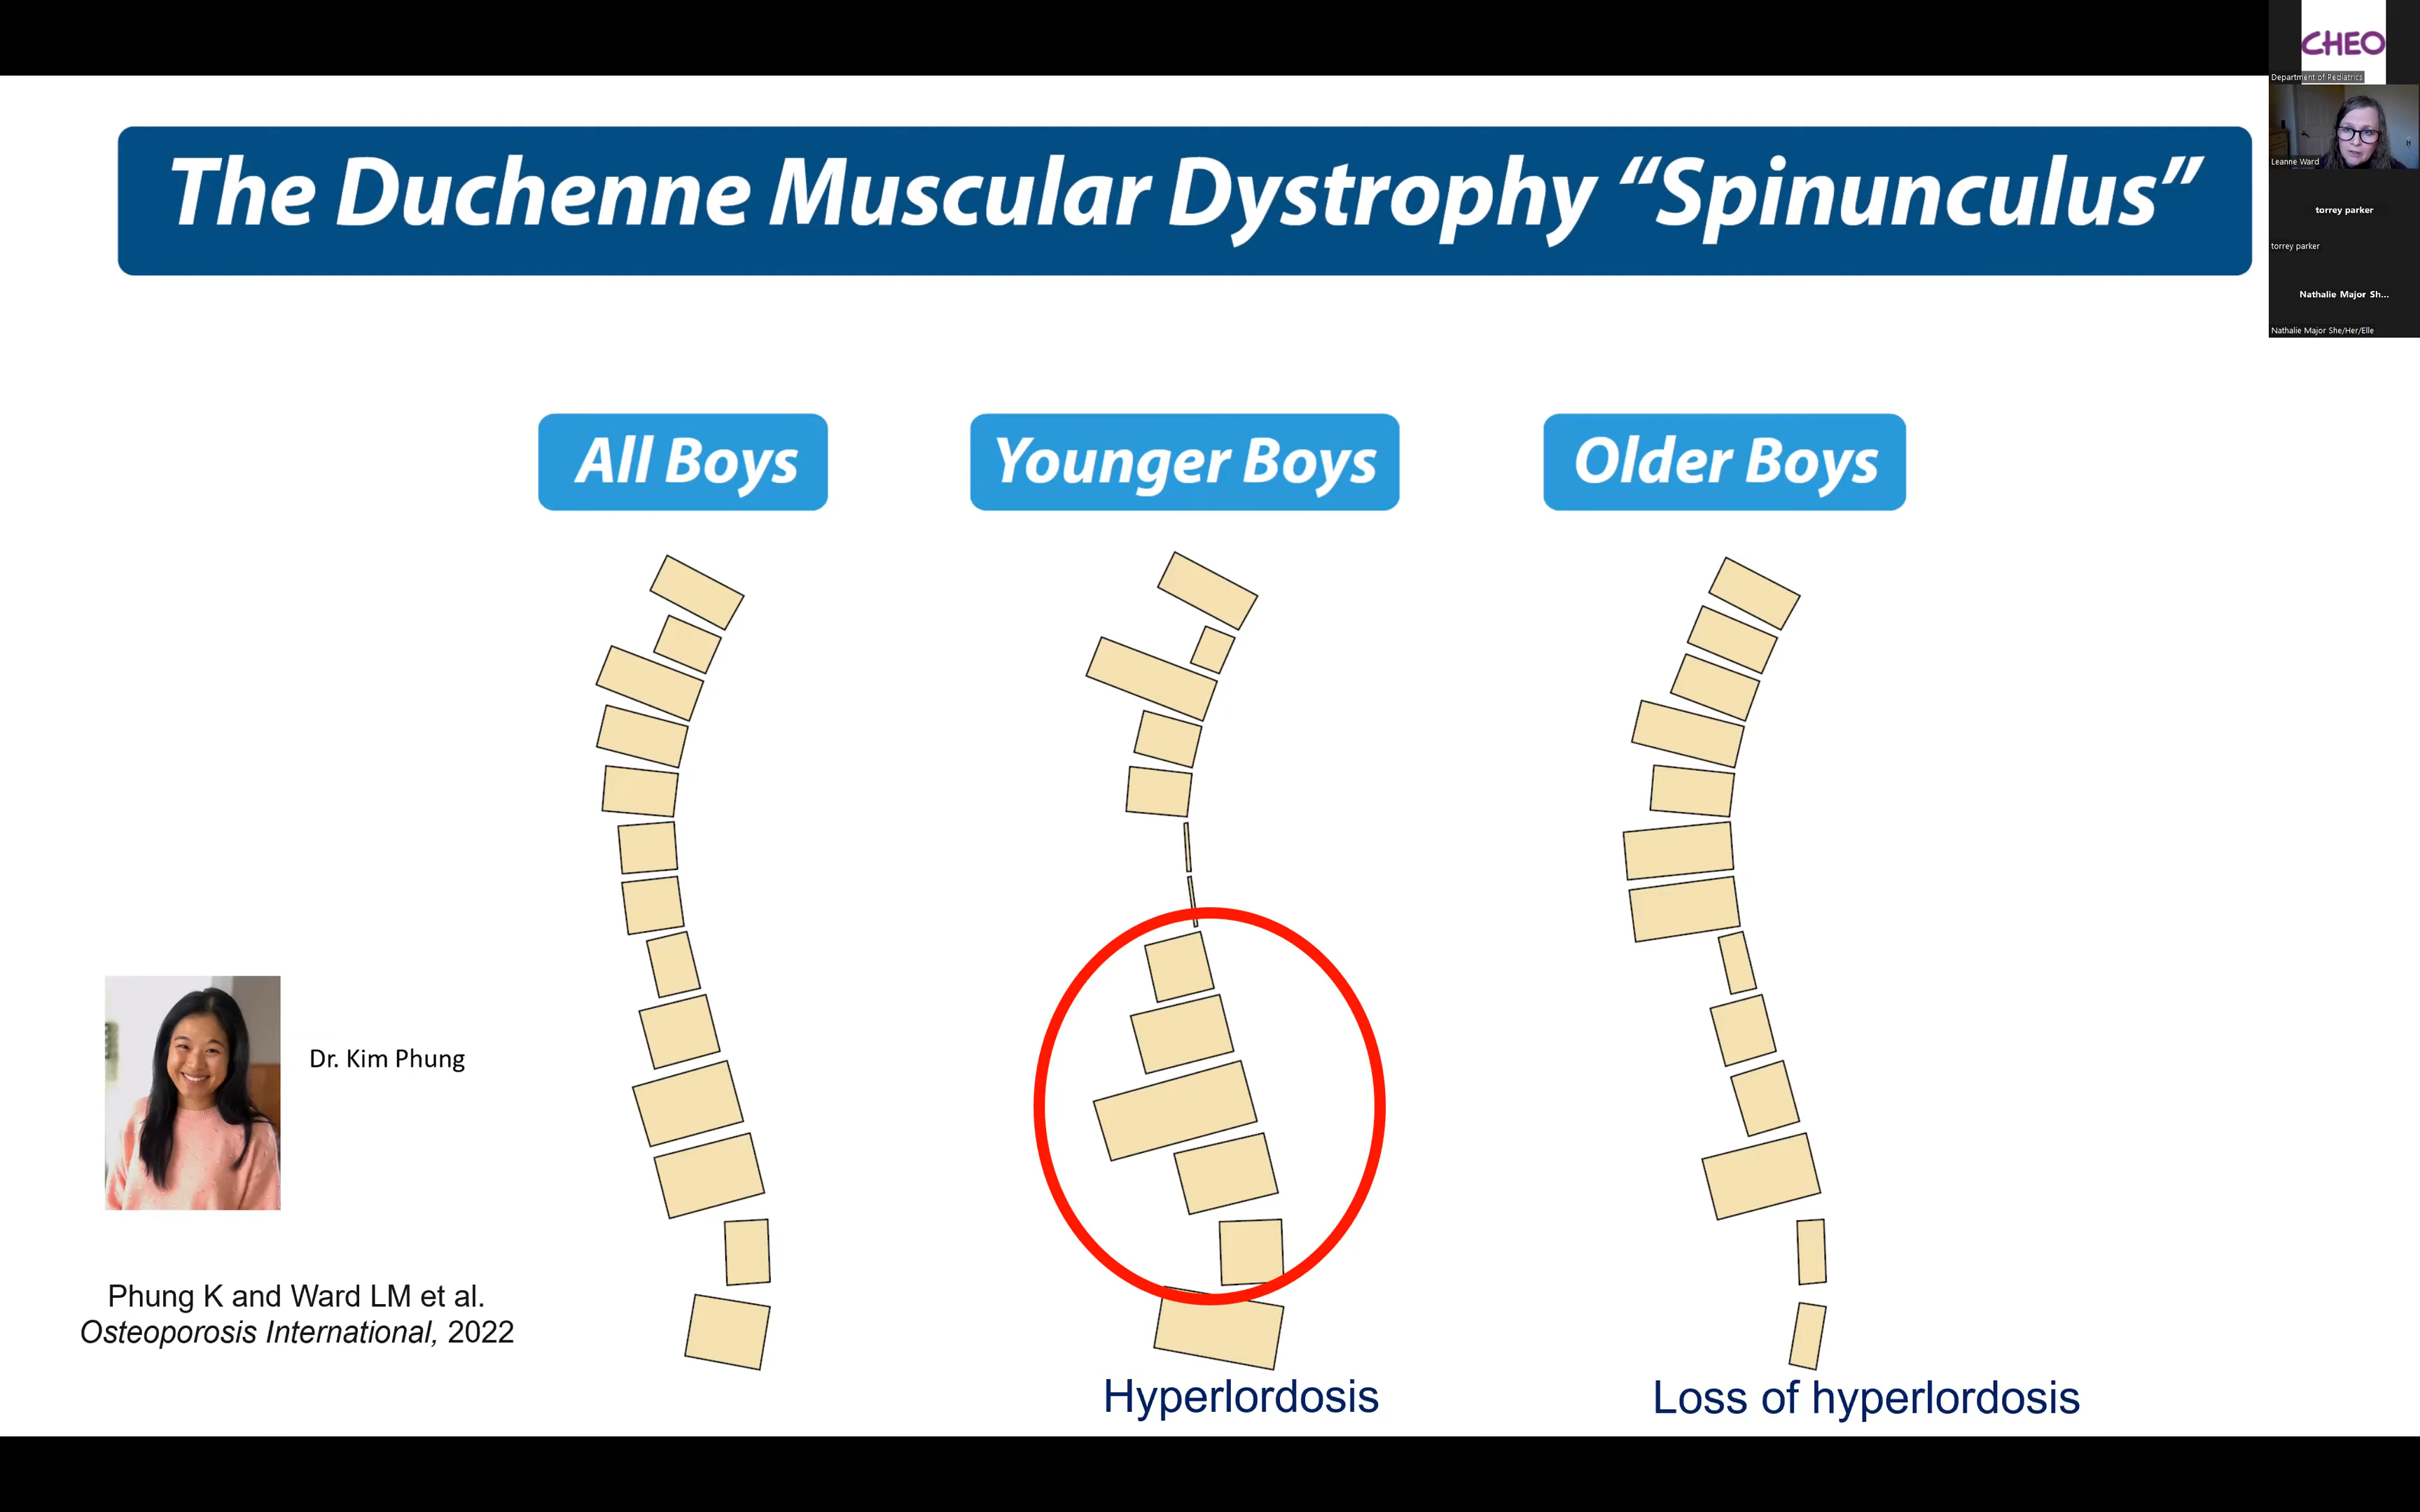 CHEO
Department of Pediatrics
Leanne Ward
torrey parker
torrey parker
Nathalie Major Sh...
Nathalie Major She/Her/Elle
The Duchenne Muscular Dystrophy “Spinunculus”
All Boys
Younger Boys
Older Boys
Dr. Kim Phung
Phung K and Ward LM et al.
Osteoporosis International, 2022
Hyperlordosis
Loss of hyperlordosis